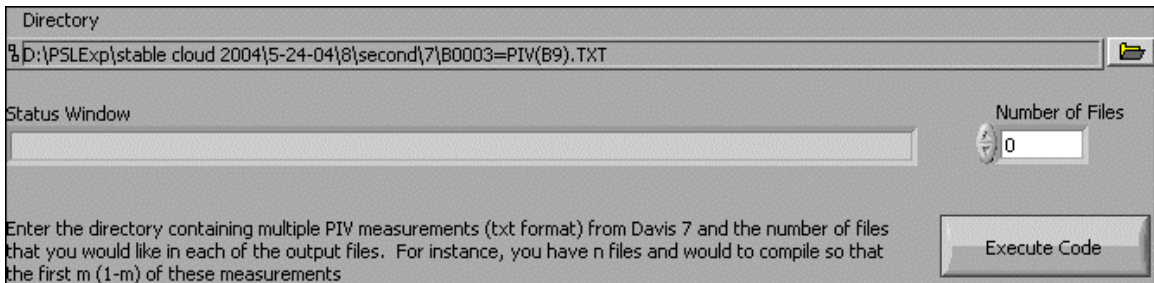 Directory
D:\PSLExp\stable cloud 2004\5-24-04\8\second\7\B0003=PIV(B9).TXT
Status Window
Number of Files
0
Enter the directory containing multiple PIV measurements (txt format) from Davis 7 and the number of files
that you would like in each of the output files.  For instance, you have n files and would to compile so that
the first m (1-m) of these measurements
Execute Code